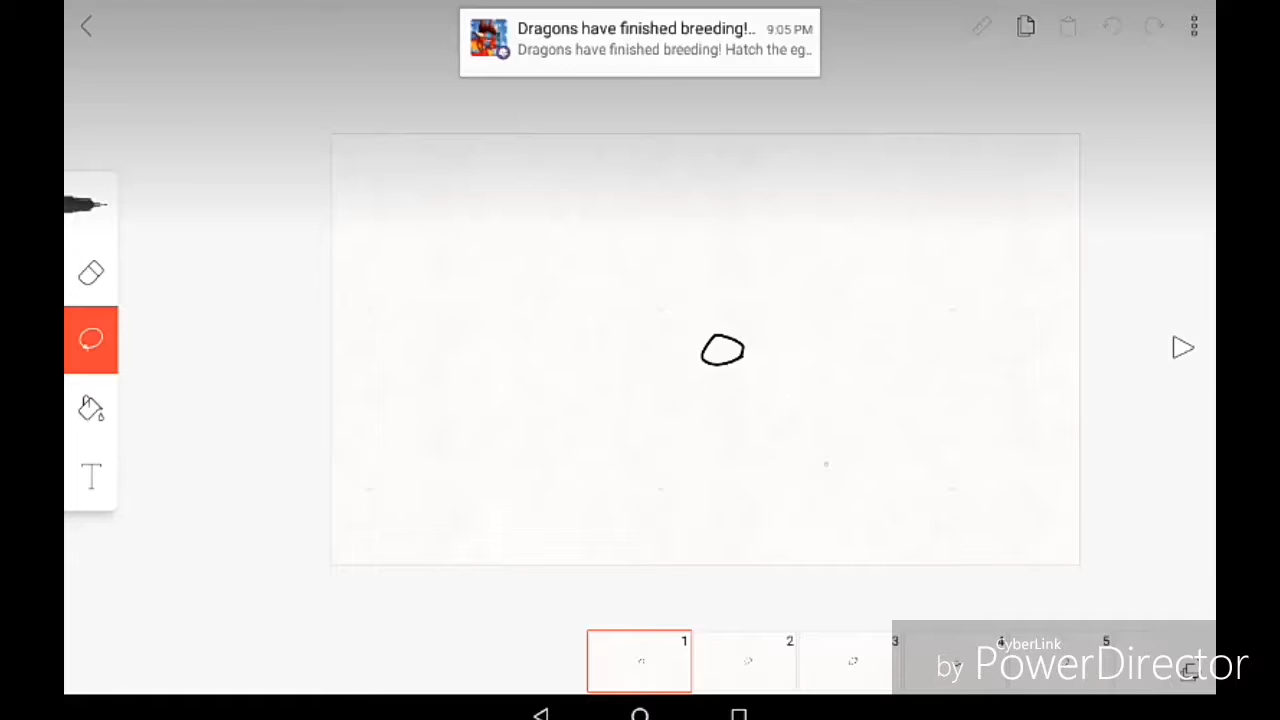 Dragons have finished breeding!.. 9:05 PM
Dragons have finished breeding! Hatch the eg..
T
1 2 3 4 5
CyberLink
by PowerDirector